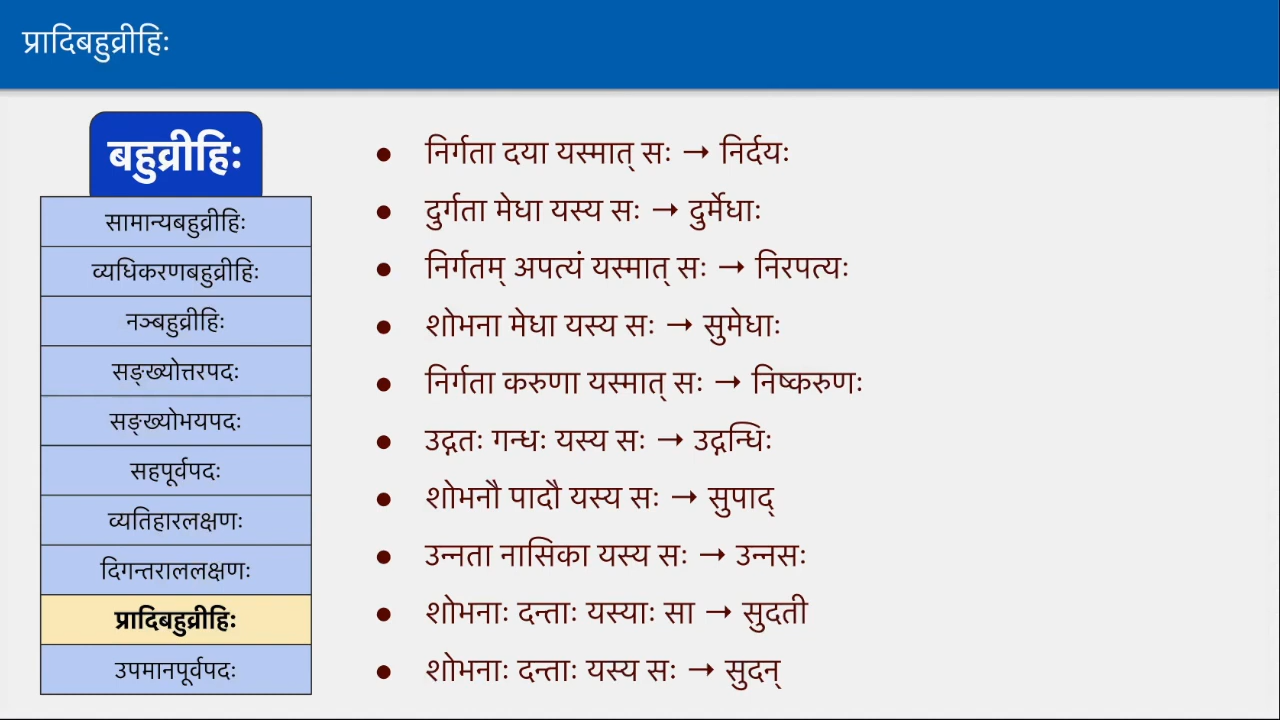 प्रादिबहुव्रीहिः
बहुव्रीहिः
सामान्यबहुव्रीहिः
व्यधिकरणबहुव्रीहिः
नञ्बहुव्रीहिः
सङ्ख्योत्तरपदः
सङ्ख्योभयपदः
सहपूर्वपदः
व्यतिहारलक्षणः
दिगन्तराललक्षणः
प्रादिबहुव्रीहिः
उपमानपूर्वपदः
● निर्गता दया यस्मात् सः → निर्दयः
● दुर्गता मेधा यस्य सः → दुर्मेधाः
● निर्गतम् अपत्यं यस्मात् सः → निरपत्यः
● शोभना मेधा यस्य सः → सुमेधाः
● निर्गता करुणा यस्मात् सः → निष्करुणः
● उद्गतः गन्धः यस्य सः → उद्गन्धिः
● शोभनौ पादौ यस्य सः → सुपाद्
● उन्नता नासिका यस्य सः → उन्नसः
● शोभनाः दन्ताः यस्याः सा → सुदती
● शोभनाः दन्ताः यस्य सः → सुदन्